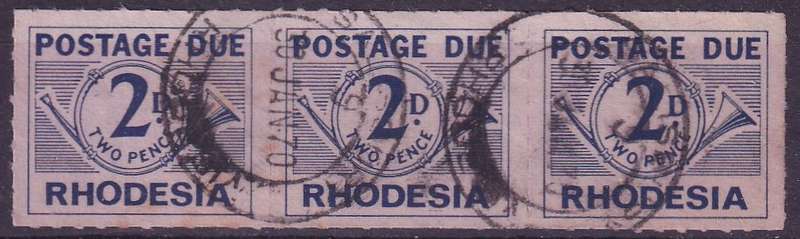 POSTAGE DUE
2D.
TWO PENCE
RHODESIA
POSTAGE DUE
2D.
TWO PENCE
RHODESIA
POSTAGE DUE
2D.
TWO PENCE
RHODESIA
JAN 70